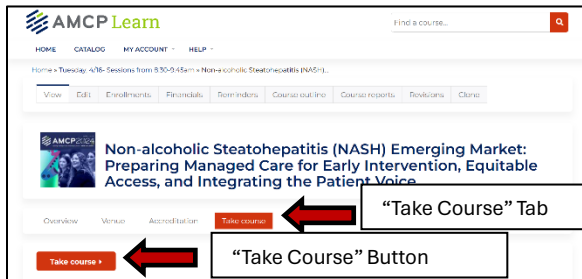 AMCP Learn
Find a course...
HOME CATALOG MY ACCOUNT HELP
Home » Tuesday, 4/16- Sessions from 8:30-9:45am » Non-alcoholic Steatohepatitis (NASH)...
View Edit Enrollments Financials Reminders Course outline Course reports Revisions Clone
AMCP2024
Non-alcoholic Steatohepatitis (NASH) Emerging Market:
Preparing Managed Care for Early Intervention, Equitable
Access, and Integrating the Patient Voice
Overview Venue Accreditation Take course
“Take Course” Tab
Take course
“Take Course” Button